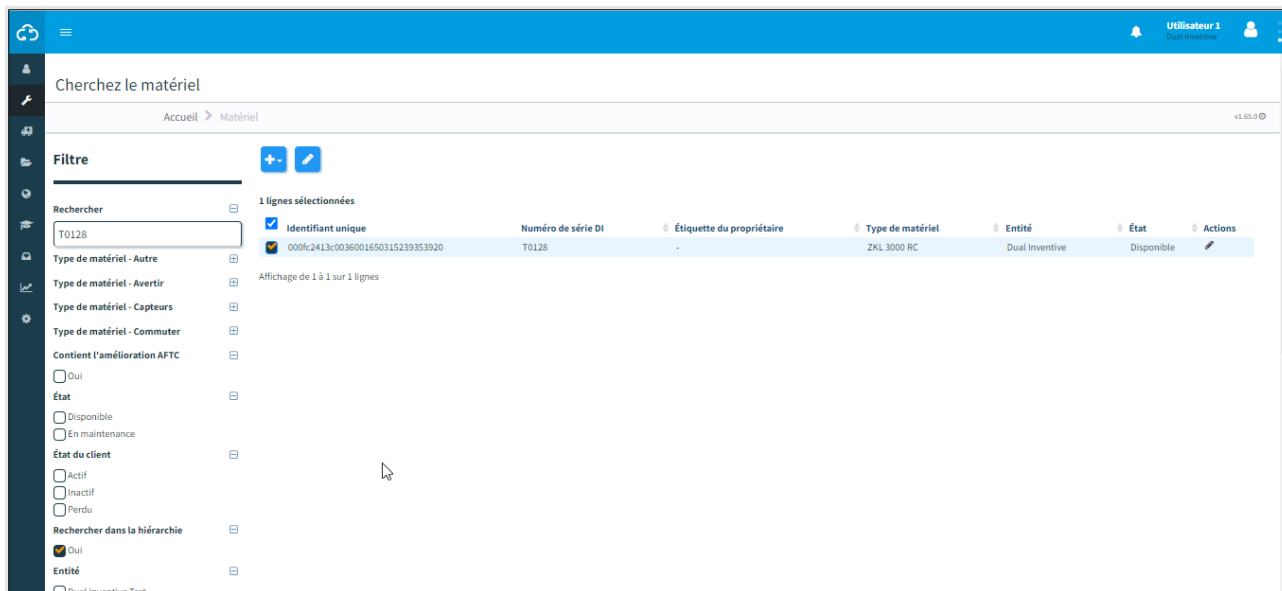 Utilisateur 1
Dual Inventive
Cherchez le matériel
Accueil Matériel
v1.65.0
Filtre
Rechercher
T0128
Type de matériel - Autre
Type de matériel - Avertir
Type de matériel - Capteurs
Type de matériel - Commuter
Contient l'amélioration AFTC
Oui
État
Disponible
En maintenance
État du client
Actif
Inactif
Perdu
Rechercher dans la hiérarchie
Oui
Entité
Dual Inventive Test
1 lignes sélectionnées
Identifiant unique Numéro de série DI Étiquette du propriétaire Type de matériel Entité État Actions
000fc2413c0036001650315239353920 T0128 - ZKL 3000 RC Dual Inventive Disponible
Affichage de 1 à 1 sur 1 lignes